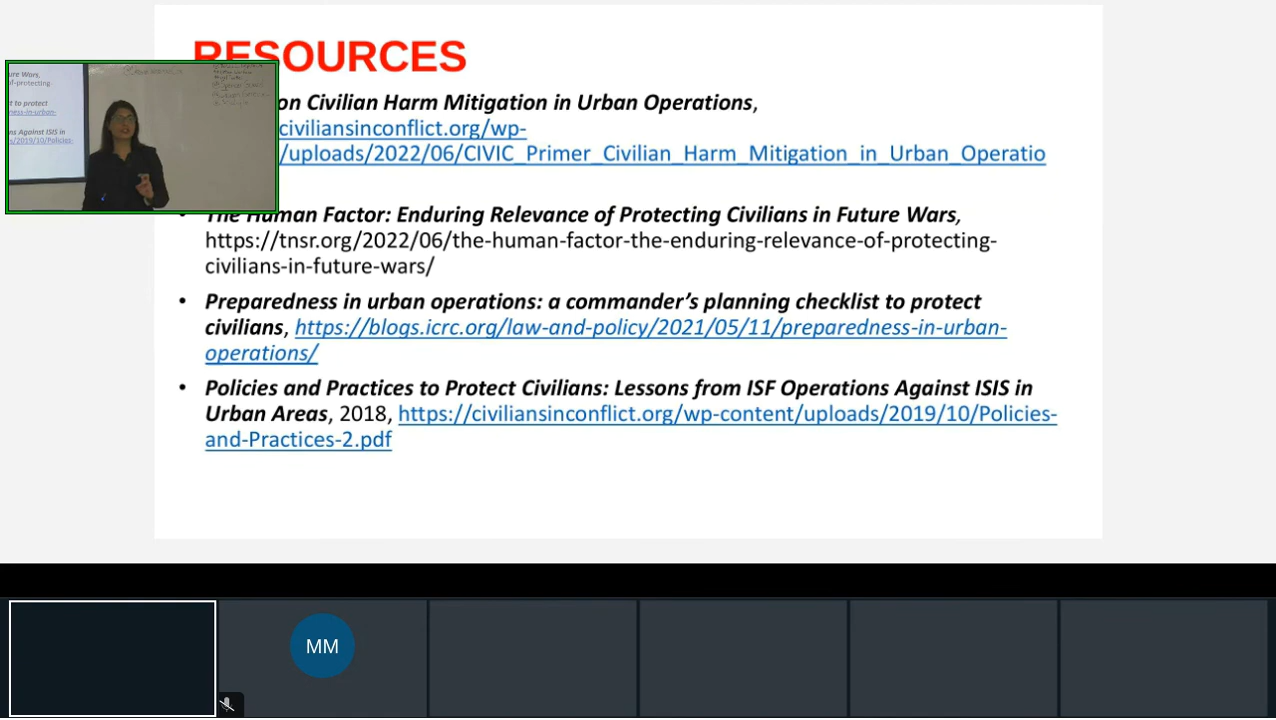 RESOURCES
on Civilian Harm Mitigation in Urban Operations,
civiliansinconflict.org/wp-
/uploads/2022/06/CIVIC_Primer_Civilian_Harm_Mitigation_in_Urban_Operatio
• The Human Factor: Enduring Relevance of Protecting Civilians in Future Wars,
https://tnsr.org/2022/06/the-human-factor-the-enduring-relevance-of-protecting-
civilians-in-future-wars/
• Preparedness in urban operations: a commander’s planning checklist to protect
civilians, https://blogs.icrc.org/law-and-policy/2021/05/11/preparedness-in-urban-
operations/
• Policies and Practices to Protect Civilians: Lessons from ISF Operations Against ISIS in
Urban Areas, 2018, https://civiliansinconflict.org/wp-content/uploads/2019/10/Policies-
and-Practices-2.pdf
ure Wars,
of-protecting
t to protect
ness-in-urban-
ns Against ISIS in
s/2019/10/Policies-
MM